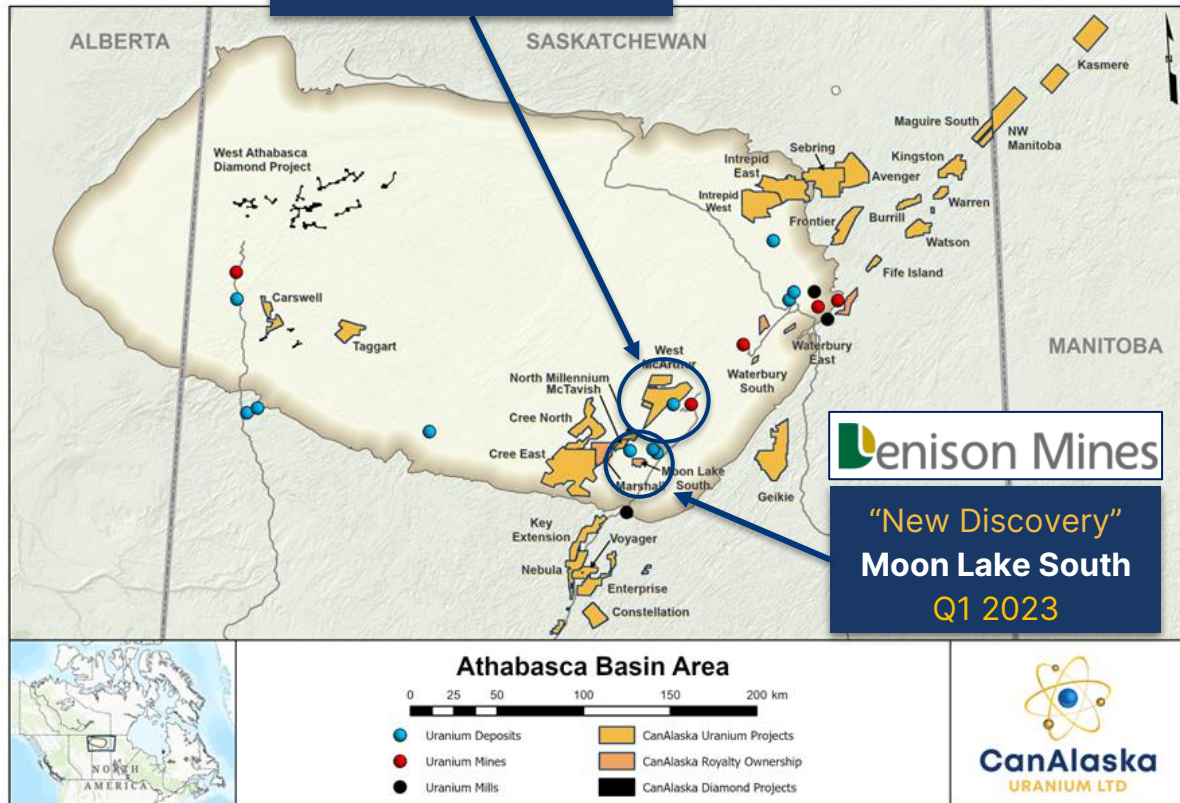 ALBERTA
SASKATCHEWAN
N
Kasmere
Maguire South
NW
Manitoba
Sebring
Kingston
Intrepid
East
Avenger
West Athabasca
Diamond Project
Intrepid
West
Warren
Frontier
Burrill
Watson
Fife Island
Carswell
Taggart
Waterbury
East
MANITOBA
West
McArthur
Waterbury
South
North Millennium
McTavish
Cree North
Cree East
Moon Lake
South
Marshall
Geikie
Denison Mines
Key
Extension
Voyager
Nebula
Enterprise
Constellation
“New Discovery”
Moon Lake South
Q1 2023
Athabasca Basin Area
0 25 50 100 150 200 km
Uranium Deposits
Uranium Mines
Uranium Mills
CanAlaska Uranium Projects
CanAlaska Royalty Ownership
CanAlaska Diamond Projects
NORTH
AMERICA
CanAlaska
URANIUM LTD